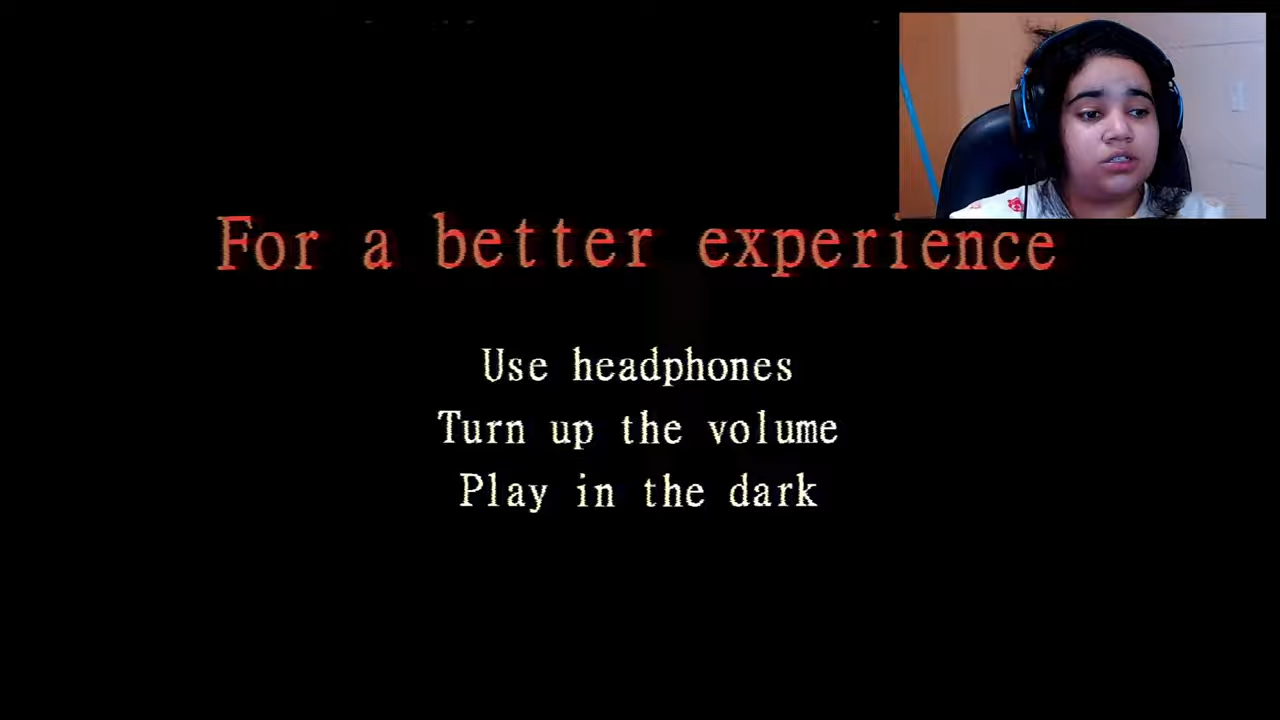 For a better experience
Use headphones
Turn up the volume
Play in the dark